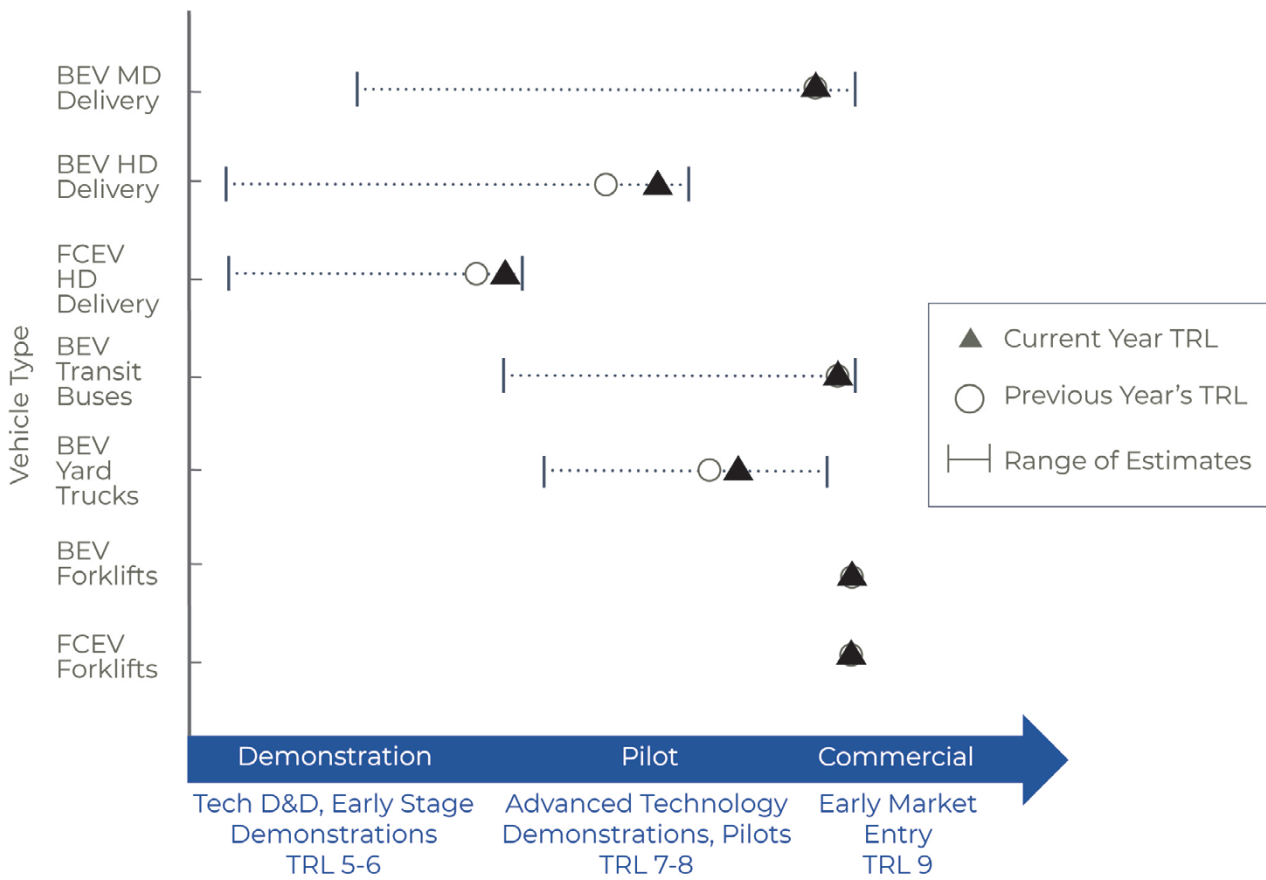 BEV MD
Delivery
BEV HD
Delivery
FCEV
HD
Delivery
BEV
Transit
Buses
BEV
Yard
Trucks
BEV
Forklifts
FCEV
Forklifts
Vehicle Type
Current Year TRL
Previous Year's TRL
Range of Estimates
Demonstration
Pilot
Commercial
Tech D&D, Early Stage
Demonstrations
TRL 5-6
Advanced Technology
Demonstrations, Pilots
TRL 7-8
Early Market
Entry
TRL 9